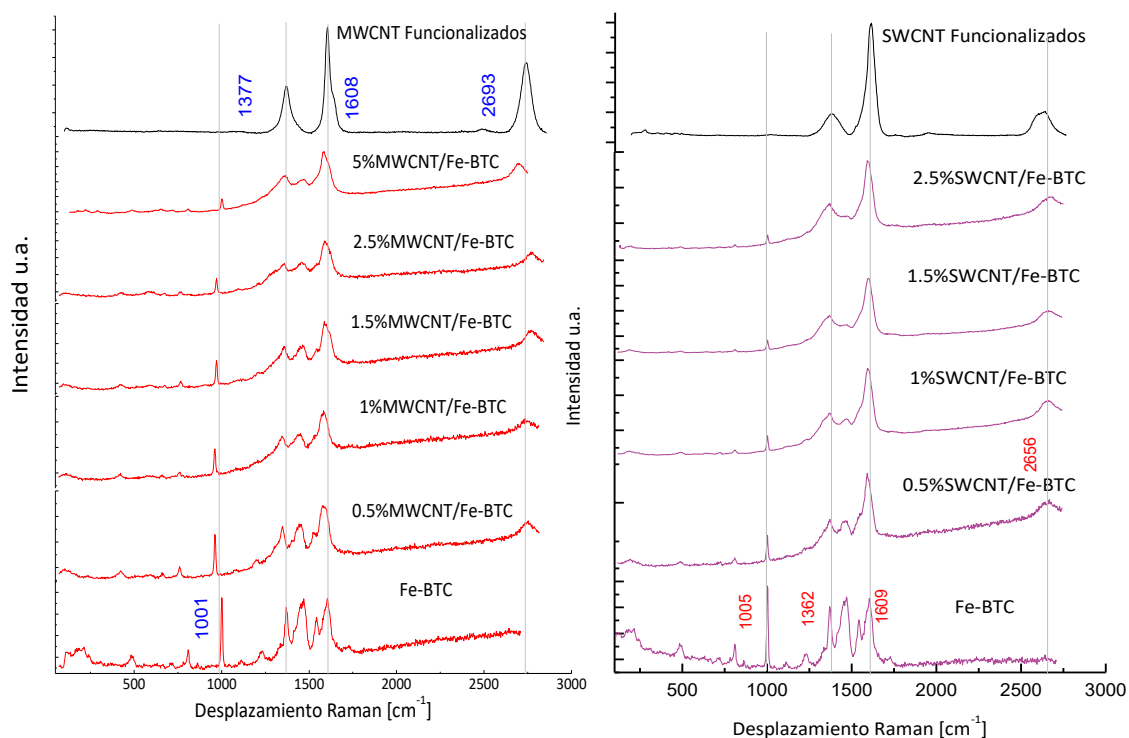 MWCNT Funcionalizados
1377
1608
2693
5%MWCNT/Fe-BTC
2.5%MWCNT/Fe-BTC
1.5%MWCNT/Fe-BTC
1%MWCNT/Fe-BTC
0.5%MWCNT/Fe-BTC
Fe-BTC
1001
Intensidad u.a.
500 1000 1500 2000 2500 3000
Desplazamiento Raman [cm⁻¹]
SWCNT Funcionalizados
2.5%SWCNT/Fe-BTC
1.5%SWCNT/Fe-BTC
1%SWCNT/Fe-BTC
2656
0.5%SWCNT/Fe-BTC
1005
1362
1609
Fe-BTC
Intensidad u.a.
500 1000 1500 2000 2500 3000
Desplazamiento Raman [cm⁻¹]